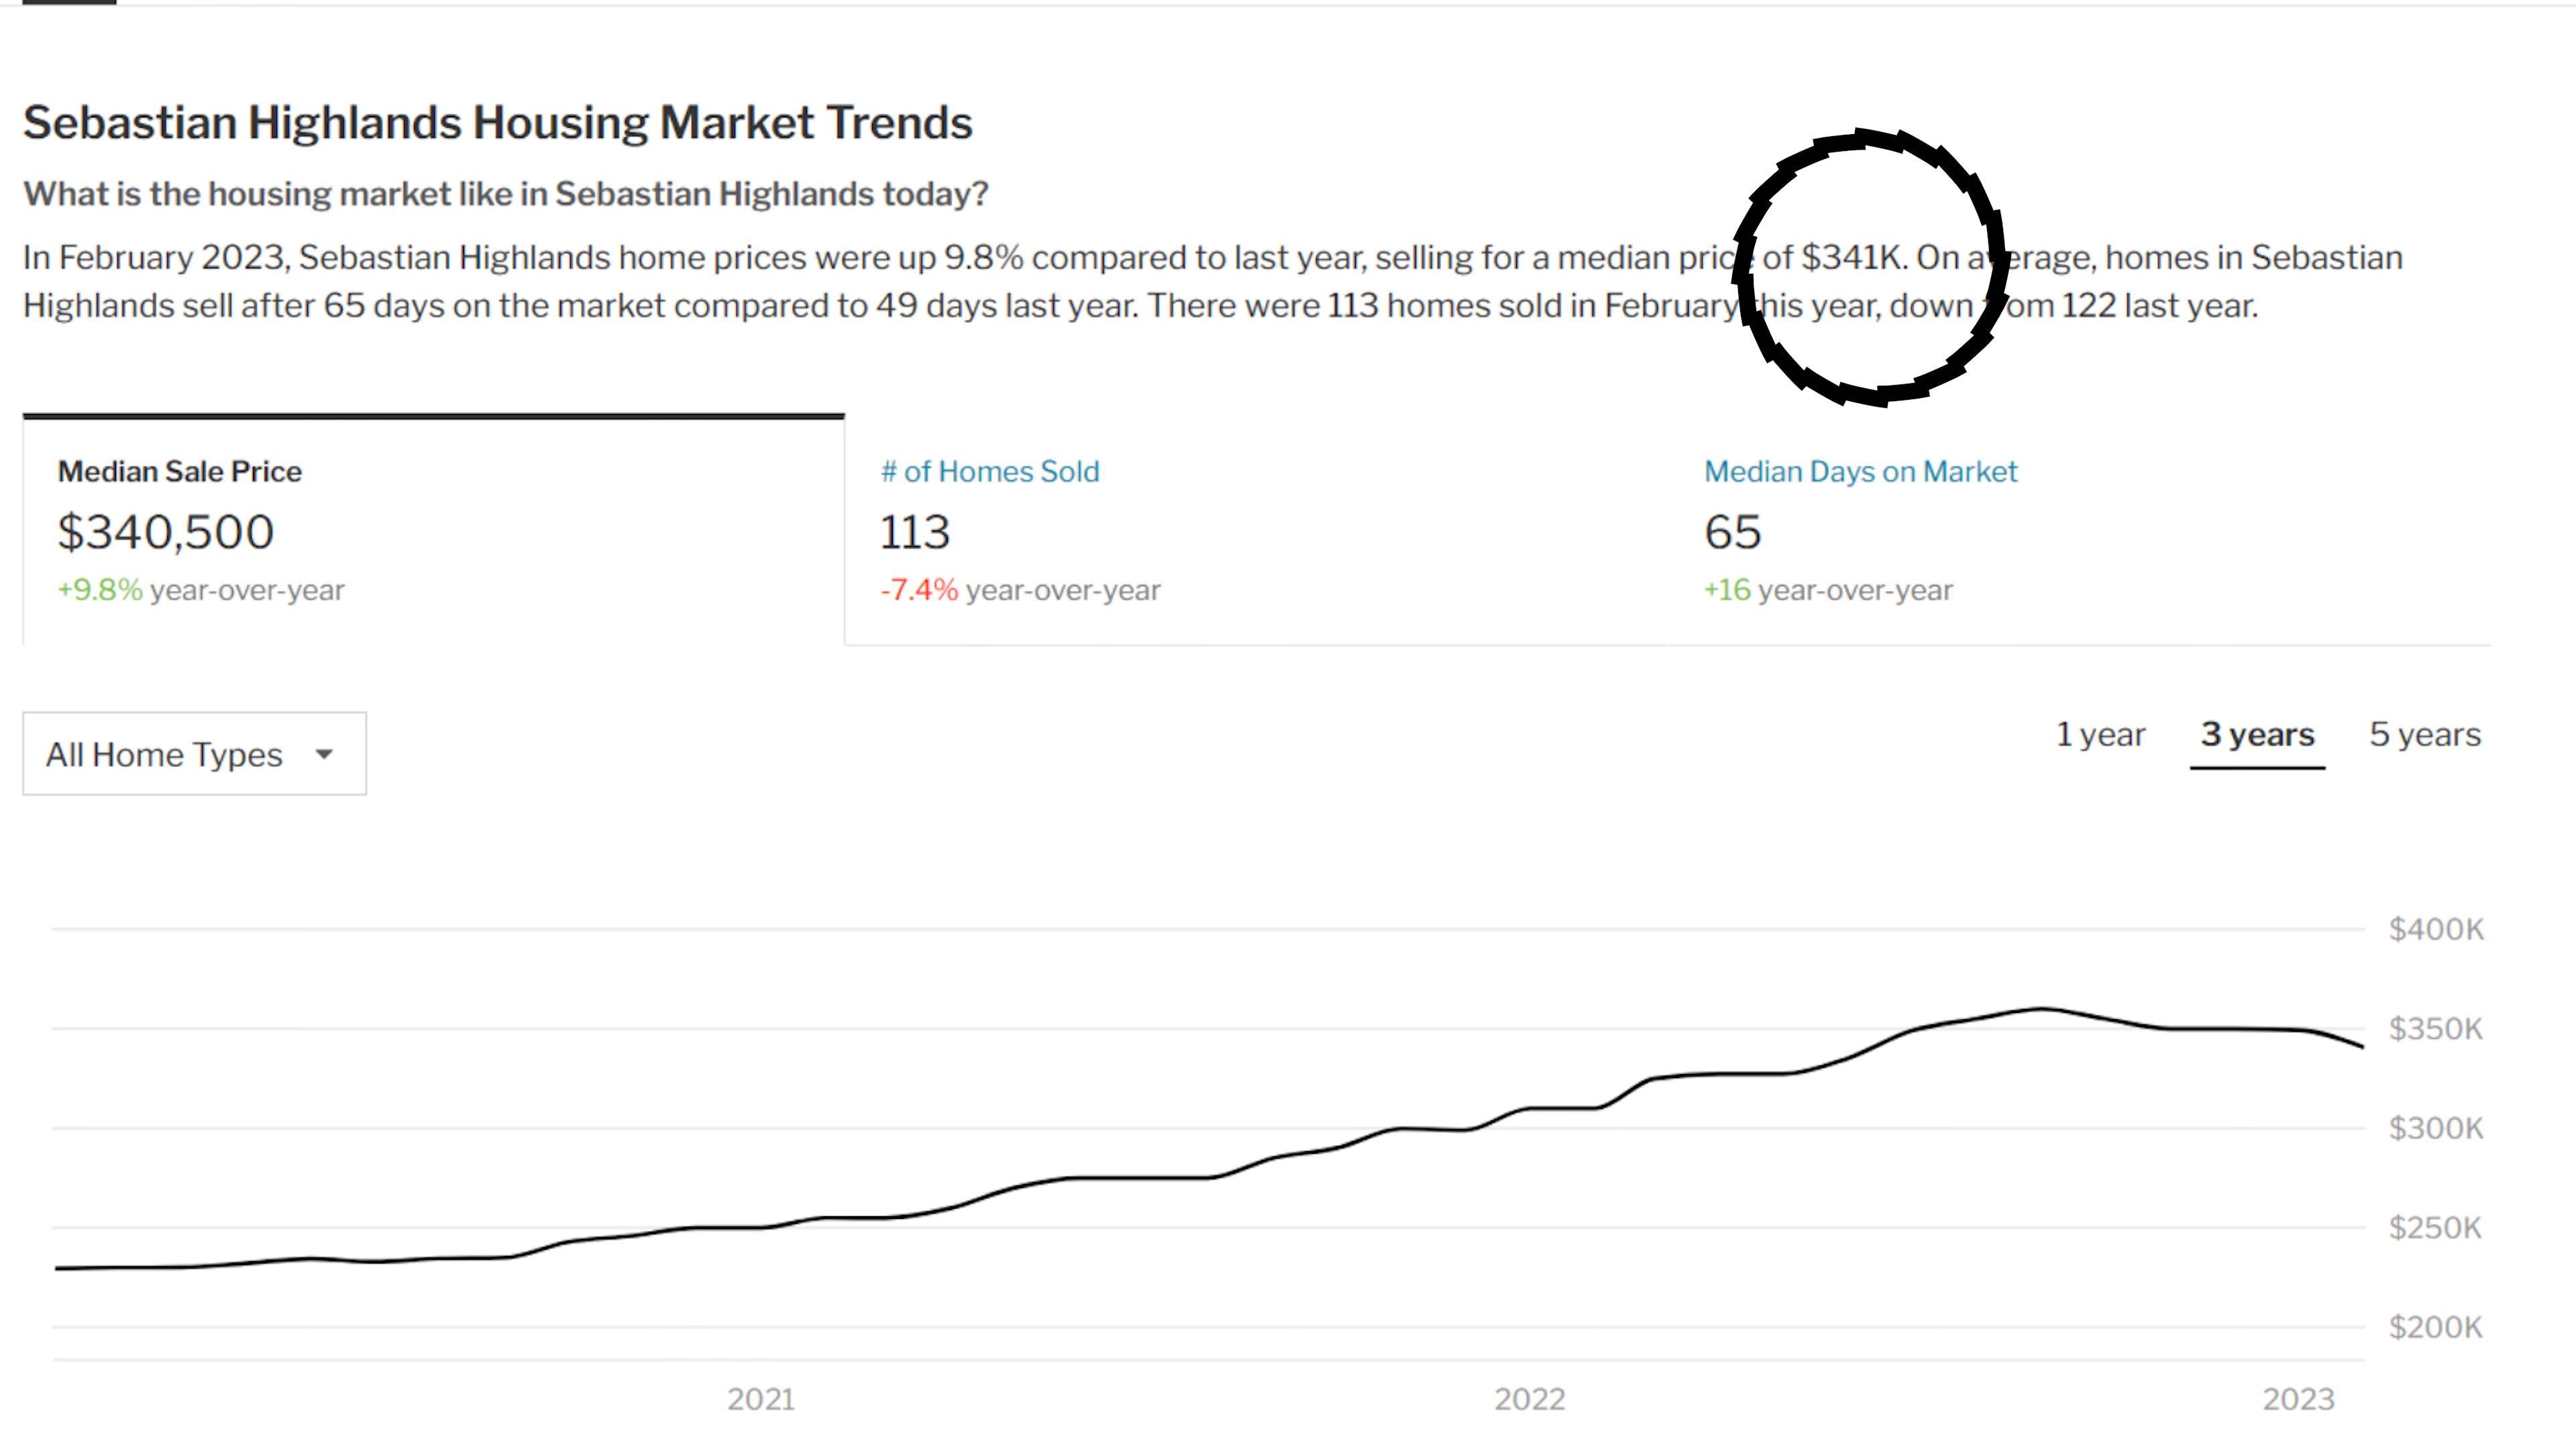 Sebastian Highlands Housing Market Trends
What is the housing market like in Sebastian Highlands today?
In February 2023, Sebastian Highlands home prices were up 9.8% compared to last year, selling for a median price of $341K. On average, homes in Sebastian
Highlands sell after 65 days on the market compared to 49 days last year. There were 113 homes sold in February this year, down from 122 last year.
Median Sale Price
$340,500
+9.8% year-over-year
# of Homes Sold
113
-7.4% year-over-year
Median Days on Market
65
+16 year-over-year
All Home Types
1 year 3 years 5 years
$400K
$350K
$300K
$250K
$200K
2021 2022 2023